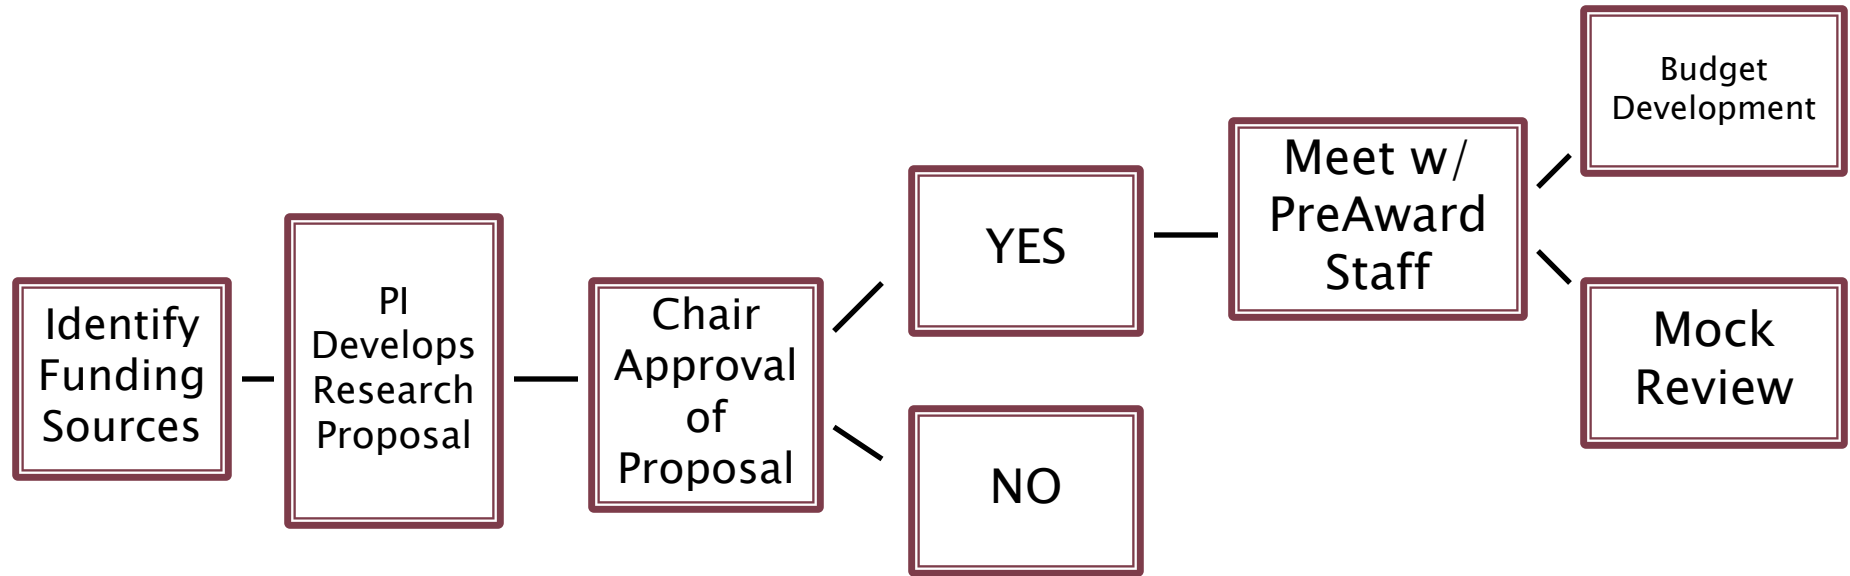 Identify
Funding
Sources
PI
Develops
Research
Proposal
Chair
Approval
of
Proposal
YES
NO
Meet w/
PreAward
Staff
Budget
Development
Mock
Review